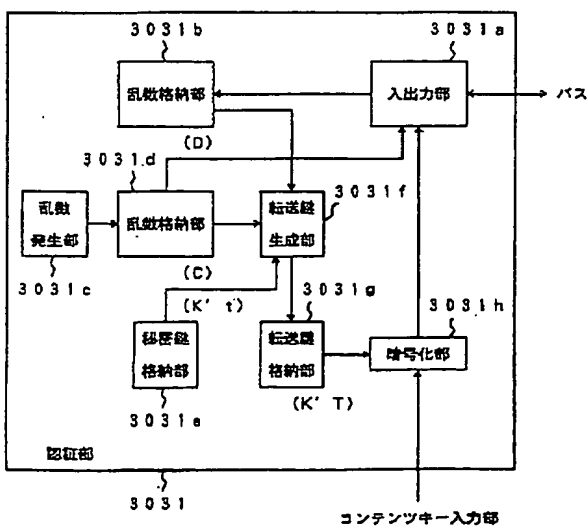 3031b
3031a
乱数格納部
入出力部
バス
(D)
3031d
3031f
乱数
発生部
乱数格納部
転送鍵
生成部
3031c
(C)
(K't)
3031g
3031h
秘密鍵
格納部
転送鍵
格納部
暗号化部
(K'T)
3031e
認証部
3031
コンテンツキー入力部